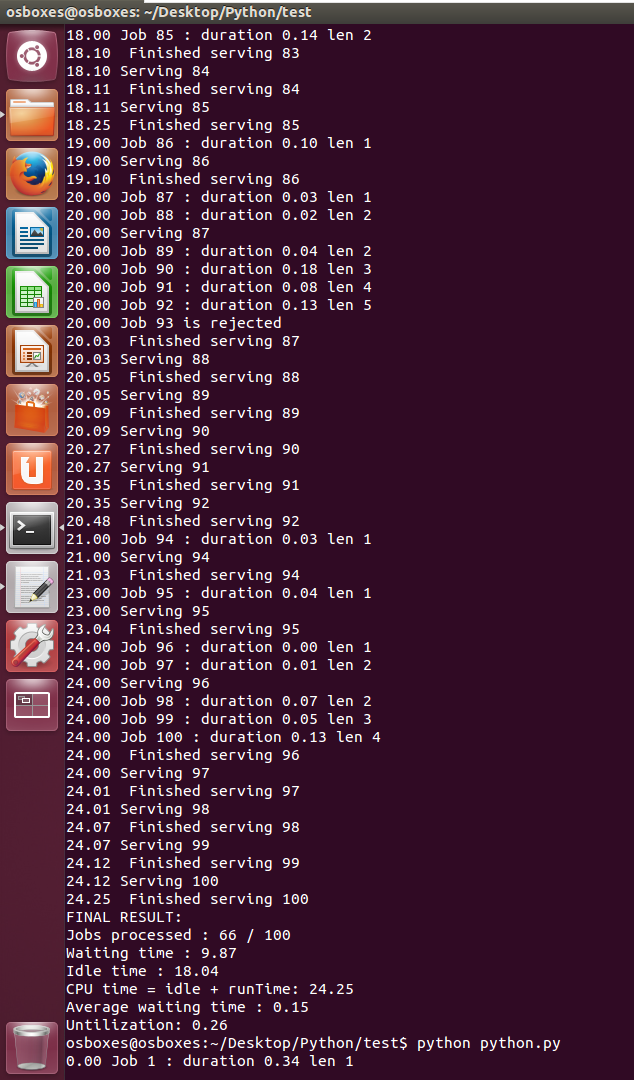 osboxes@osboxes: ~/Desktop/Python/test
18.00 Job 85 : duration 0.14 len 2
18.10  Finished serving 83
18.10 Serving 84
18.11  Finished serving 84
18.11 Serving 85
18.25  Finished serving 85
19.00 Job 86 : duration 0.10 len 1
19.00 Serving 86
19.10  Finished serving 86
20.00 Job 87 : duration 0.03 len 1
20.00 Job 88 : duration 0.02 len 2
20.00 Serving 87
20.00 Job 89 : duration 0.04 len 2
20.00 Job 90 : duration 0.18 len 3
20.00 Job 91 : duration 0.08 len 4
20.00 Job 92 : duration 0.13 len 5
20.00 Job 93 is rejected
20.03  Finished serving 87
20.03 Serving 88
20.05  Finished serving 88
20.05 Serving 89
20.09  Finished serving 89
20.09 Serving 90
20.27  Finished serving 90
20.27 Serving 91
20.35  Finished serving 91
20.35 Serving 92
20.48  Finished serving 92
21.00 Job 94 : duration 0.03 len 1
21.00 Serving 94
21.03  Finished serving 94
23.00 Job 95 : duration 0.04 len 1
23.00 Serving 95
23.04  Finished serving 95
24.00 Job 96 : duration 0.00 len 1
24.00 Job 97 : duration 0.01 len 2
24.00 Serving 96
24.00 Job 98 : duration 0.07 len 2
24.00 Job 99 : duration 0.05 len 3
24.00 Job 100 : duration 0.13 len 4
24.00  Finished serving 96
24.00 Serving 97
24.01  Finished serving 97
24.01 Serving 98
24.07  Finished serving 98
24.07 Serving 99
24.12  Finished serving 99
24.12 Serving 100
24.25  Finished serving 100
FINAL RESULT:
Jobs processed : 66 / 100
Waiting time : 9.87
Idle time : 18.04
CPU time = idle + runTime: 24.25
Average waiting time : 0.15
Untilization: 0.26
osboxes@osboxes:~/Desktop/Python/test$ python python.py
0.00 Job 1 : duration 0.34 len 1